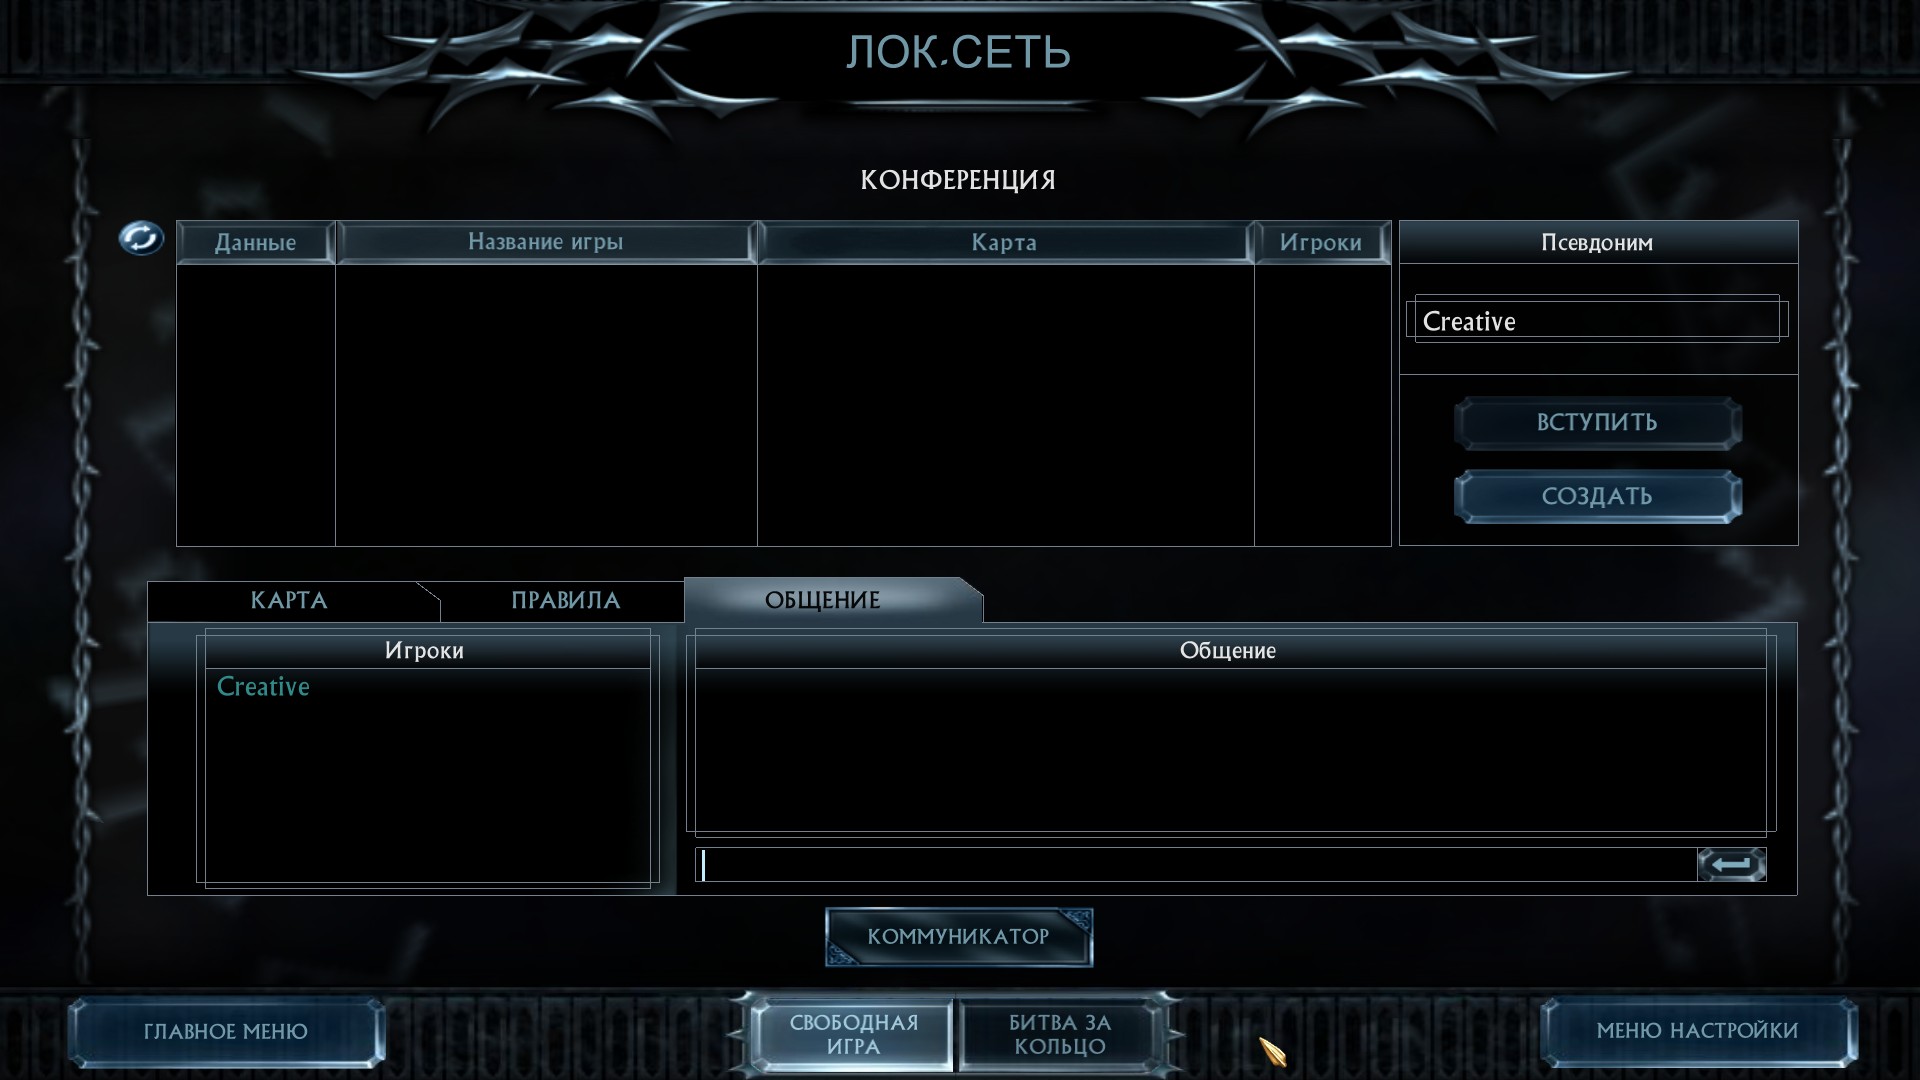 ЛОК.СЕТЬ
КОНФЕРЕНЦИЯ
Данные
Название игры
Карта
Игроки
Псевдоним
Creative
ВСТУПИТЬ
СОЗДАТЬ
КАРТА
ПРАВИЛА
ОБЩЕНИЕ
Игроки
Общение
Creative
КОММУНИКАТОР
ГЛАВНОЕ МЕНЮ
СВОБОДНАЯ
ИГРА
БИТВА ЗА
КОЛЬЦО
МЕНЮ НАСТРОЙКИ